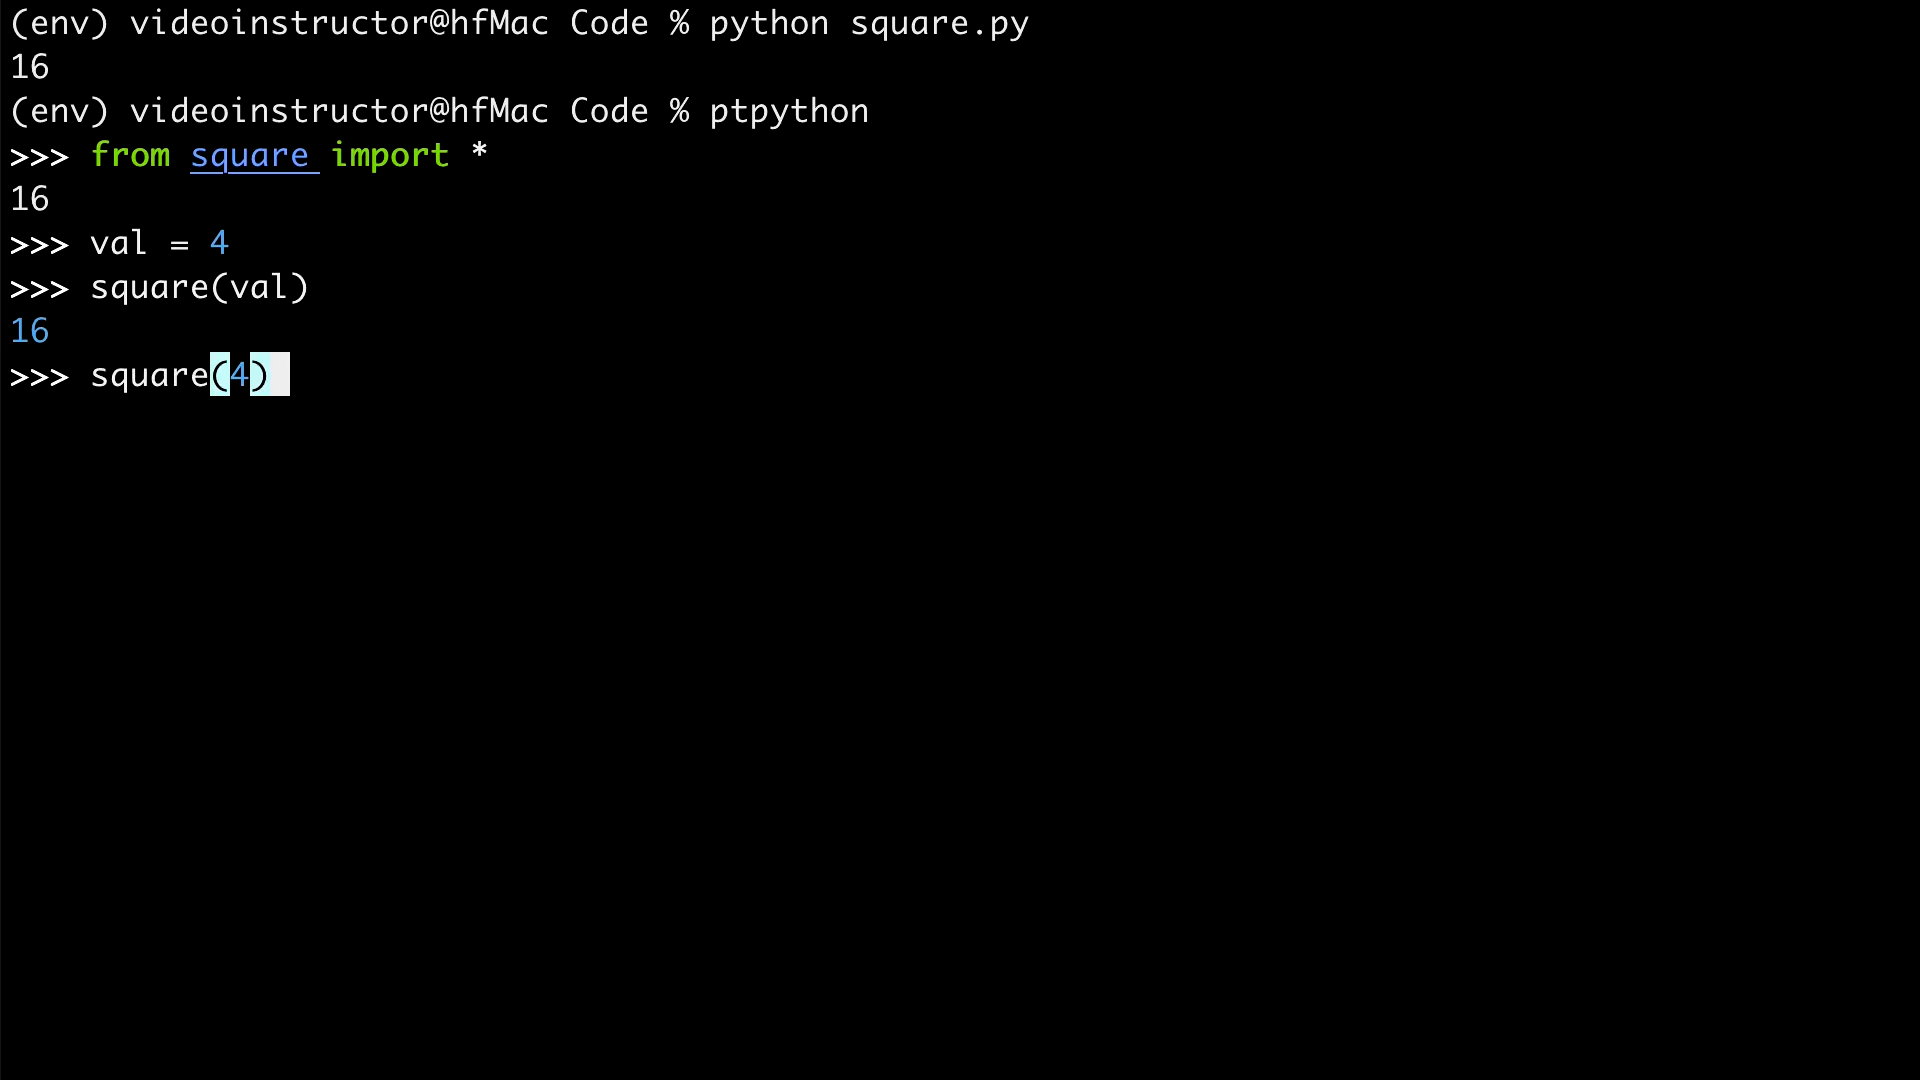 (env) videoinstructor@hfMac Code % python square.py
16
(env) videoinstructor@hfMac Code % ptpython
>>> from square import *
16
>>> val = 4
>>> square(val)
16
>>> square(4)